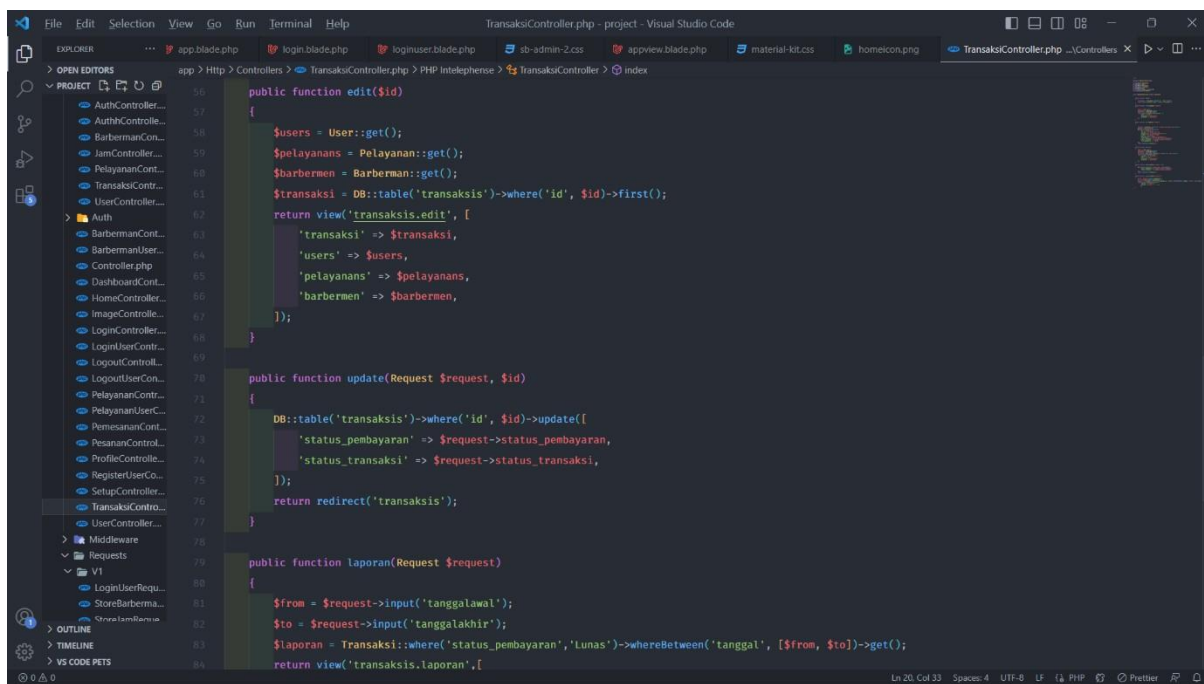 File Edit Selection View Go Run Terminal Help
TransaksiController.php - project - Visual Studio Code
EXPLORER
app.blade.php
login.blade.php
loginuser.blade.php
sb-admin-2.css
appview.blade.php
material-kit.css
homeicon.png
TransaksiController.php ...\Controllers
OPEN EDITORS
app > Http > Controllers > TransaksiController.php > PHP Intelephense > TransaksiController > index
PROJECT
AuthController....
AuthhControlle...
BarbermanCon...
JamController....
PelayananCont...
TransaksiContr...
UserController....
Auth
BarbermanCont...
BarbermanUser...
Controller.php
DashboardCont...
HomeController...
ImageControlle...
LoginController....
LoginUserContr...
LogoutControll...
LogoutUserCon...
PelayananContr...
PelayananUserC...
PemesananCont...
PesananControl...
ProfileControlle...
RegisterUserCo...
SetupController...
TransaksiContro...
UserController....
Middleware
Requests
V1
LoginUserRequ...
StoreBarberma...
StoreJamReque...
OUTLINE
TIMELINE
VS CODE PETS
56 public function edit($id)
57 {
58 $users = User::get();
59 $pelayanans = Pelayanan::get();
60 $barbermen = Barberman::get();
61 $transaksi = DB::table('transaksis')->where('id', $id)->first();
62 return view('transaksis.edit', [
63 'transaksi' => $transaksi,
64 'users' => $users,
65 'pelayanans' => $pelayanans,
66 'barbermen' => $barbermen,
67 ]);
68 }
69
70 public function update(Request $request, $id)
71 {
72 DB::table('transaksis')->where('id', $id)->update([
73 'status_pembayaran' => $request->status_pembayaran,
74 'status_transaksi' => $request->status_transaksi,
75 ]);
76 return redirect('transaksis');
77 }
78
79 public function laporan(Request $request)
80 {
81 $from = $request->input('tanggalawal');
82 $to = $request->input('tanggalakhir');
83 $laporan = Transaksi::where('status_pembayaran','Lunas')->whereBetween('tanggal', [$from, $to])->get();
84 return view('transaksis.laporan',[
0 0
Ln 20, Col 33 Spaces: 4 UTF-8 LF PHP Prettier